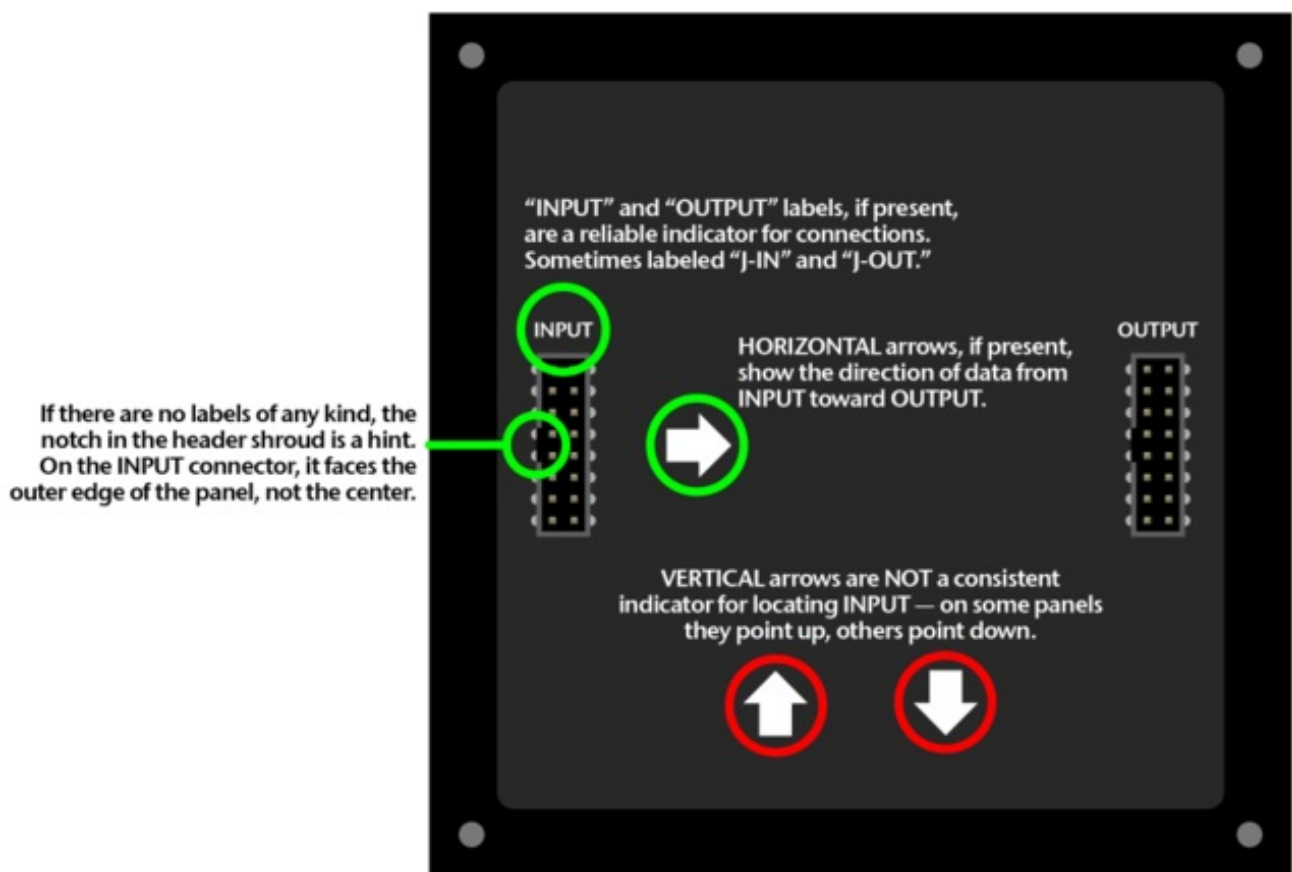 “INPUT” and “OUTPUT” labels, if present,
are a reliable indicator for connections.
Sometimes labeled “J-IN” and “J-OUT.”
INPUT
OUTPUT
HORIZONTAL arrows, if present,
show the direction of data from
INPUT toward OUTPUT.
If there are no labels of any kind, the
notch in the header shroud is a hint.
On the INPUT connector, it faces the
outer edge of the panel, not the center.
VERTICAL arrows are NOT a consistent
indicator for locating INPUT — on some panels
they point up, others point down.